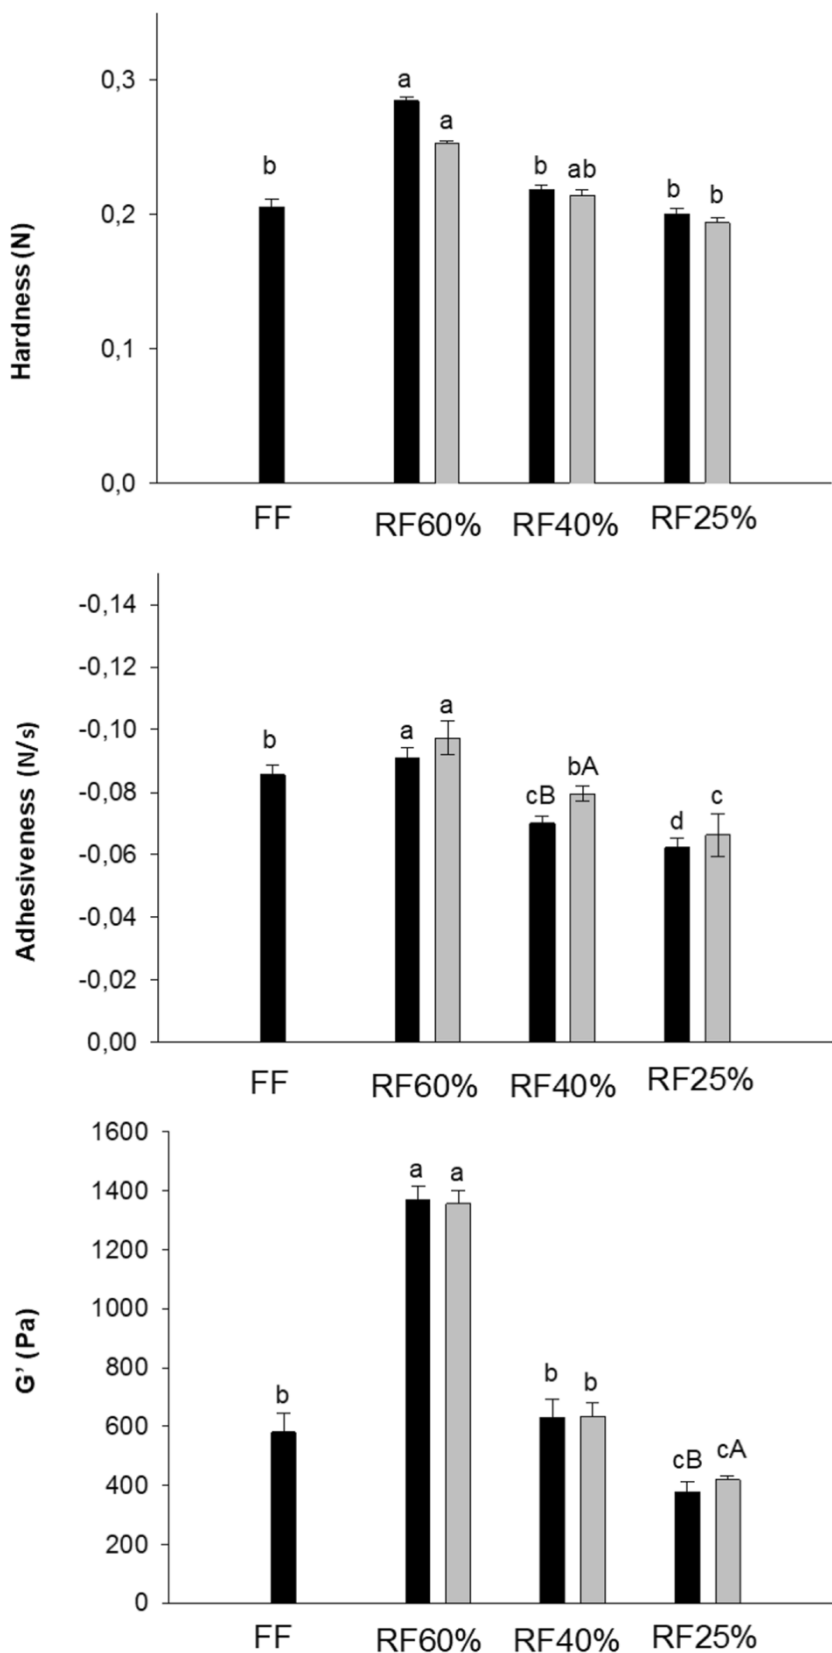 Hardness (N)
0,3
0,2
0,1
0,0
b
a
a
b
ab
b
b
FF
RF60%
RF40%
RF25%
Adhesiveness (N/s)
-0,14
-0,12
-0,10
-0,08
-0,06
-0,04
-0,02
0,00
b
a
a
cB
bA
d
c
FF
RF60%
RF40%
RF25%
G' (Pa)
1600
1400
1200
1000
800
600
400
200
0
b
a
a
b
b
cB
cA
FF
RF60%
RF40%
RF25%